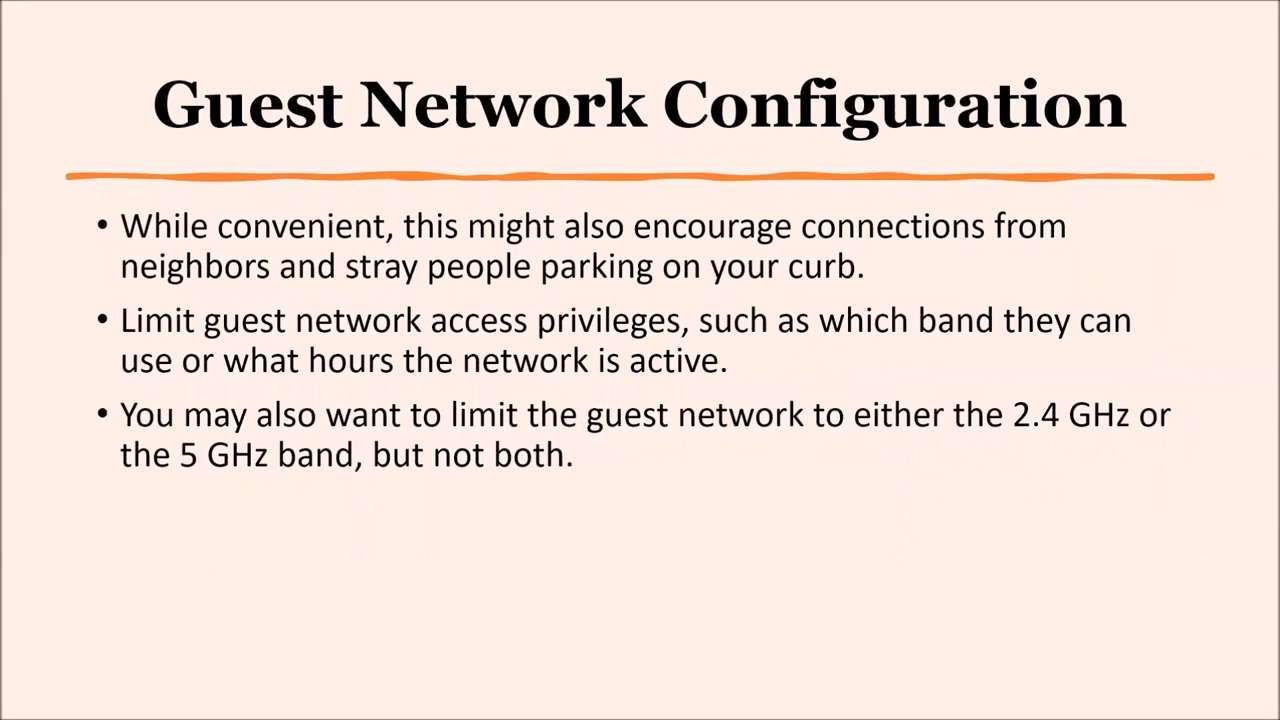 Guest Network Configuration
• While convenient, this might also encourage connections from
neighbors and stray people parking on your curb.
• Limit guest network access privileges, such as which band they can
use or what hours the network is active.
• You may also want to limit the guest network to either the 2.4 GHz or
the 5 GHz band, but not both.